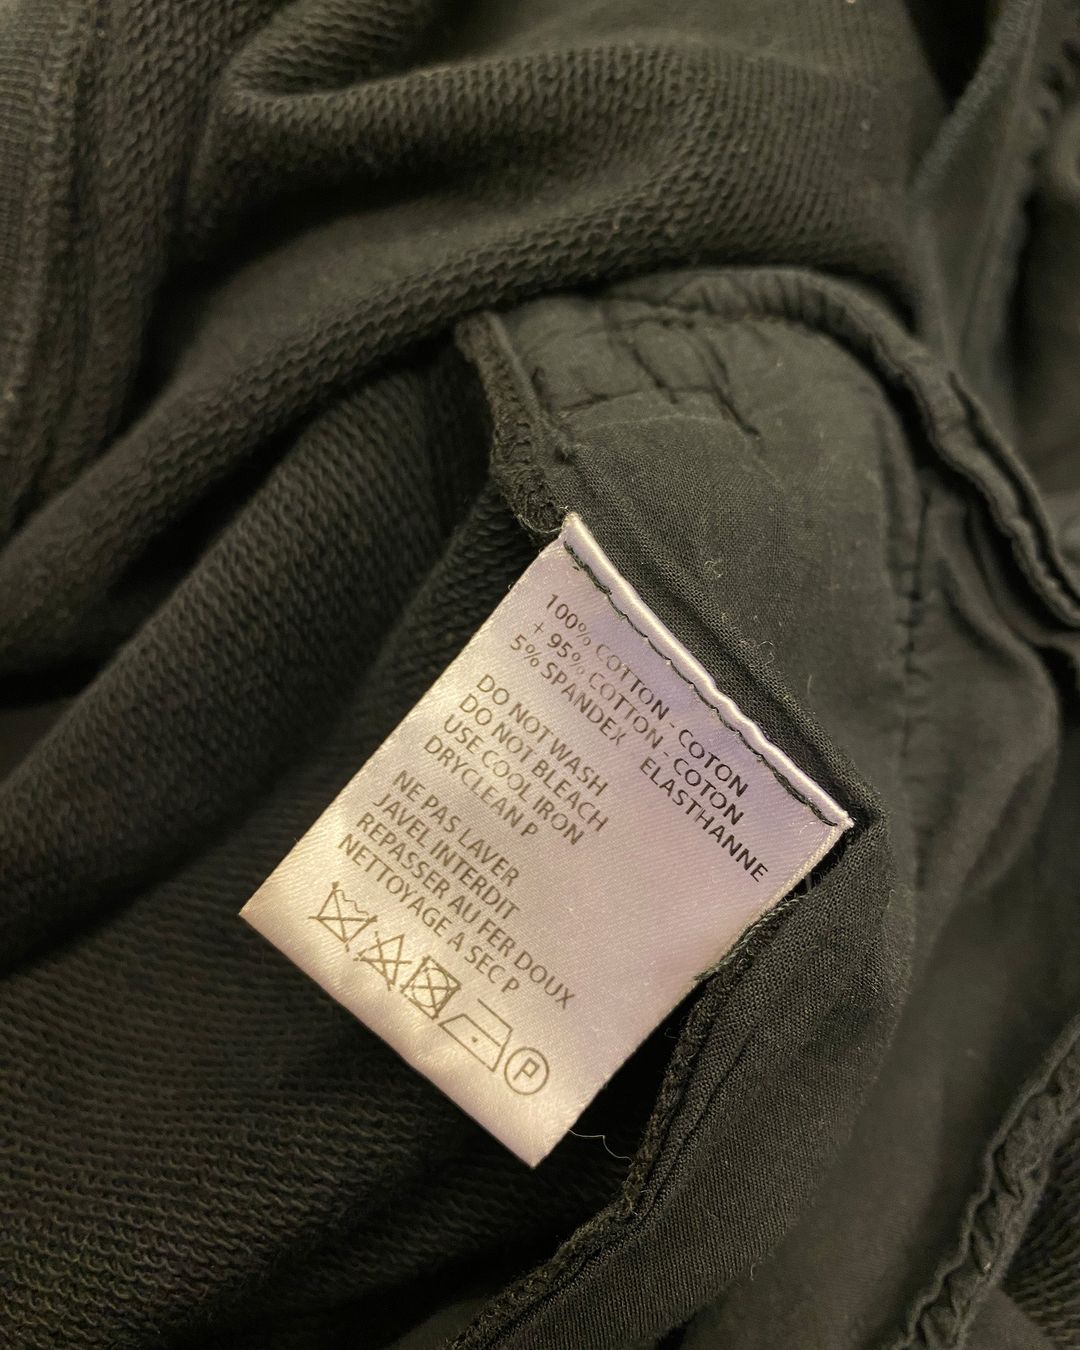 100% COTTON - COTON
+ 95% COTTON - COTON
5% SPANDEX ELASTHANNE
DO NOT WASH
DO NOT BLEACH
USE COOL IRON
DRYCLEAN P
NE PAS LAVER
JAVEL INTERDIT
REPASSER AU FER DOUX
NETTOYAGE A SEC P
P